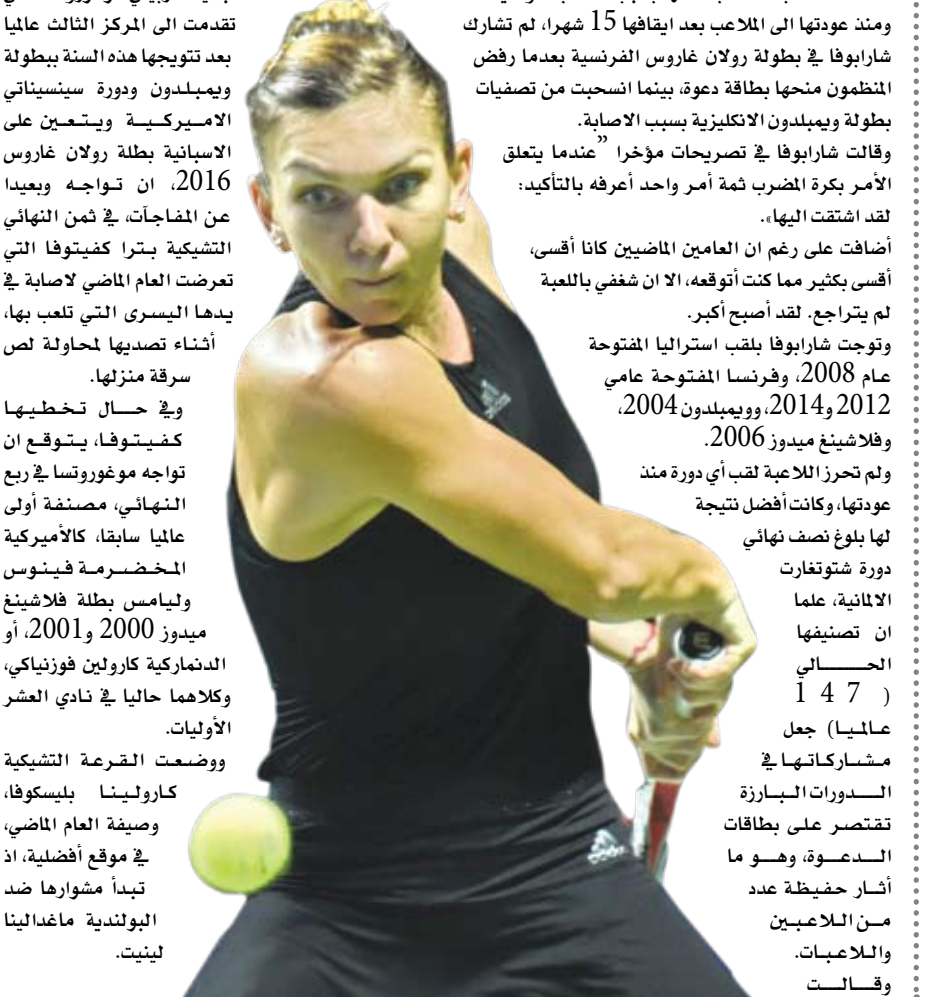 ومنذ عودتها الى الملاعب بعد ايقافها 15 شهرا، لم تشارك
شارابوفا في بطولة رولان غاروس الفرنسية بعدما رفض
المنظمون منحها بطاقة دعوة، بينما انسحبت من تصفيات
بطولة ويمبلدون الانكليزية بسبب الاصابة.
وقالت شارابوفا في تصريحات مؤخرا ”عندما يتعلق
الأمر بكرة المضرب ثمة أمر واحد أعرفه بالتأكيد:
لقد اشتقت اليها».
أضافت على رغم ان العامين الماضيين كانا أقسى،
أقسى بكثير مما كنت أتوقعه، الا ان شغفي باللعبة
لم يتراجع. لقد أصبح أكبر.
وتوجت شارابوفا بلقب استراليا المفتوحة
عام 2008، وفرنسا المفتوحة عامي
2012 و2014، وويمبلدون 2004،
وفلاشينغ ميدوز 2006.
ولم تحرز اللاعبة لقب أي دورة منذ
عودتها، وكانت أفضل نتيجة
لها بلوغ نصف نهائي
دورة شتوتغارت
الالمانية، علما
ان تصنيفها
الحالي
( 147
عالميا) جعل
مشاركاتها في
الدورات البارزة
تقتصر على بطاقات
الدعوة، وهو ما
أثار حفيظة عدد
من اللاعبين
واللاعبات.
وقالت
تقدمت الى المركز الثالث عالميا
بعد تتويجها هذه السنة ببطولة
ويمبلدون ودورة سينسيناتي
الاميركية ويتعين على
الاسبانية بطلة رولان غاروس
2016، ان تواجه وبعيدا
عن المفاجآت، في ثمن النهائي
التشيكية بترا كفيتوفا التي
تعرضت العام الماضي لاصابة في
يدها اليسرى التي تلعب بها،
أثناء تصديها لمحاولة لص
سرقة منزلها.
وفي حال تخطيها
كفيتوفا، يتوقع ان
تواجه موغوروتسا في ربع
النهائي، مصنفة أولى
عالميا سابقا، كالأميركية
المخضرمة فينوس
وليامس بطلة فلاشينغ
ميدوز 2000 و2001، أو
الدنماركية كارولين فوزنياكي،
وكلاهما حاليا في نادي العشر
الأوليات.
ووضعت القرعة التشيكية
كارولينا بليسكوفا،
وصيفة العام الماضي،
في موقع أفضلية، اذ
تبدأ مشوارها ضد
البولندية ماغدالينا
لينيت.
adidas
adidas